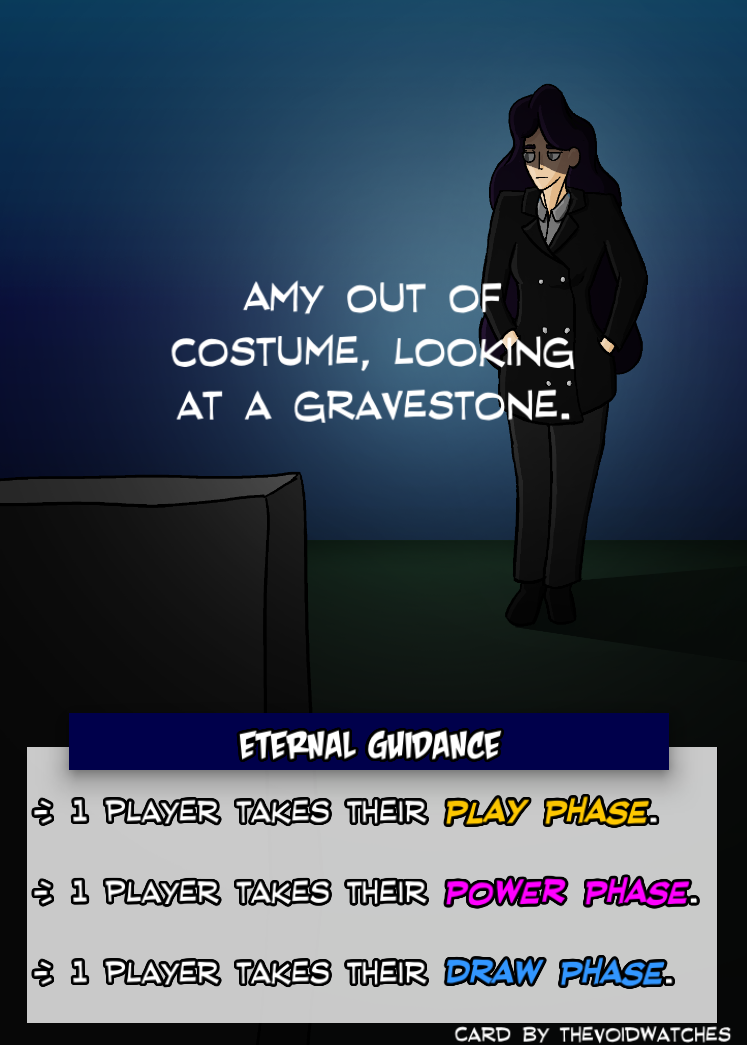 AMY OUT OF
COSTUME, LOOKING
AT A GRAVESTONE.
ETERNAL GUIDANCE
⹔ 1 PLAYER TAKES THEIR PLAY PHASE.
⹔ 1 PLAYER TAKES THEIR POWER PHASE.
⹔ 1 PLAYER TAKES THEIR DRAW PHASE.
CARD BY THEVOIDWATCHES